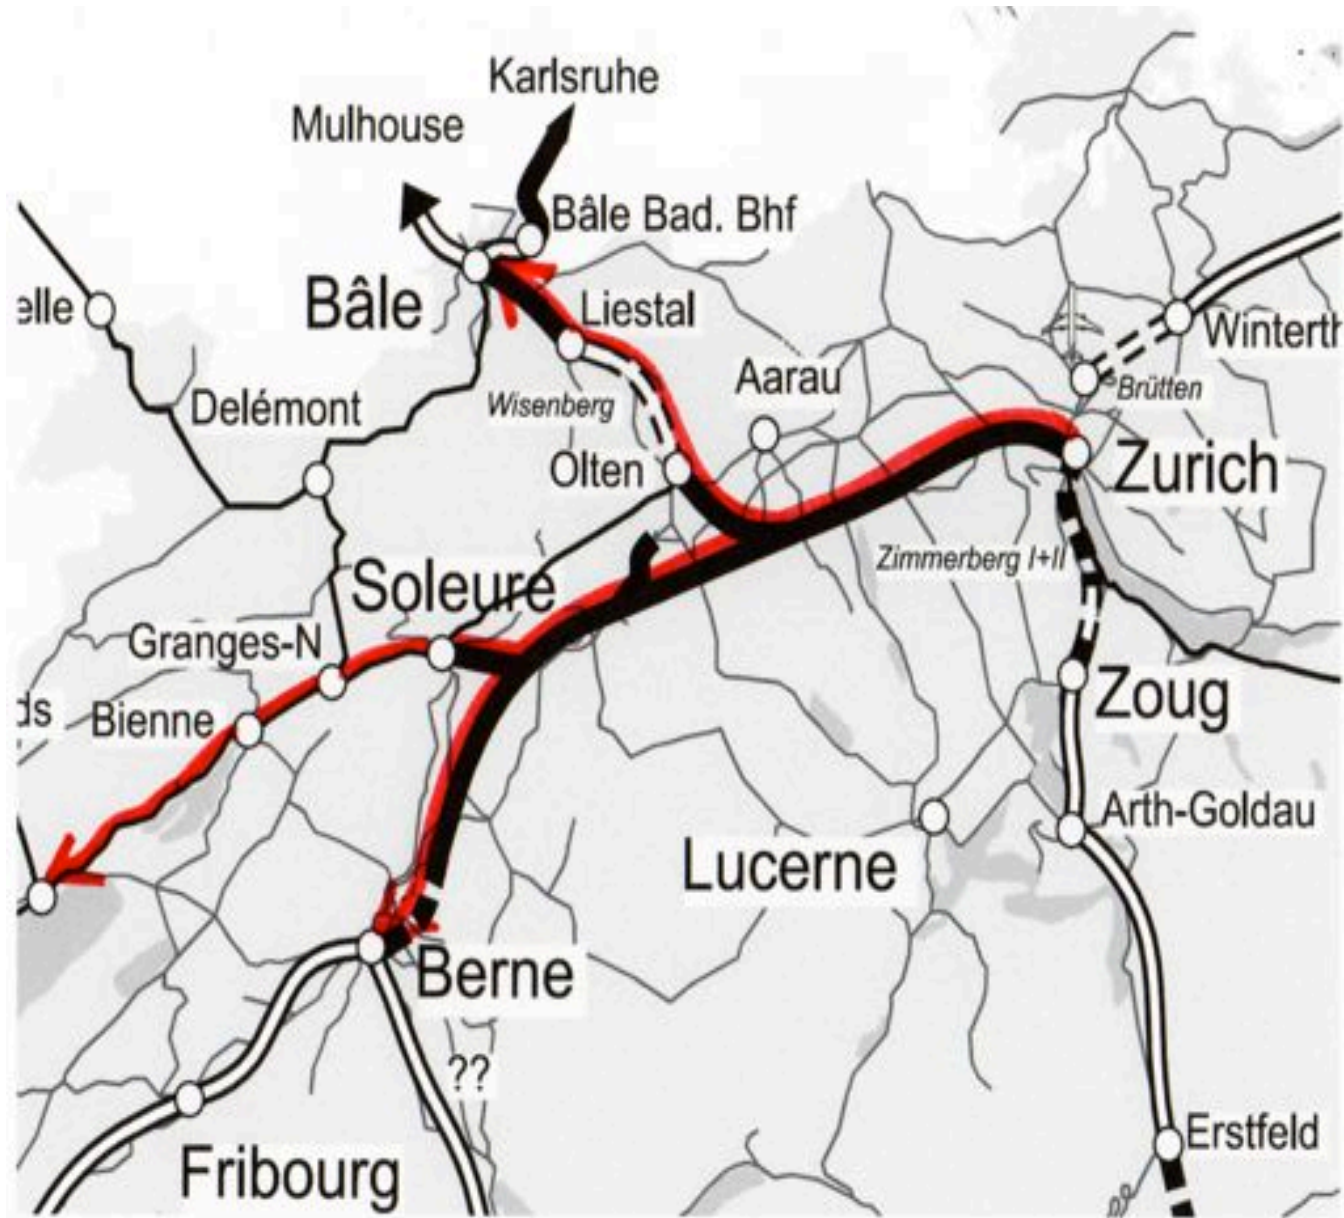 Karlsruhe
Mulhouse
Bâle Bad. Bhf
Bâle
elle
Liestal
Winterth
Aarau
Brütten
Delémont
Wisenberg
Olten
Zurich
Zimmerberg I+II
Soleure
Granges-N
Zoug
ds
Bienne
Arth-Goldau
Lucerne
Berne
??
Erstfeld
Fribourg